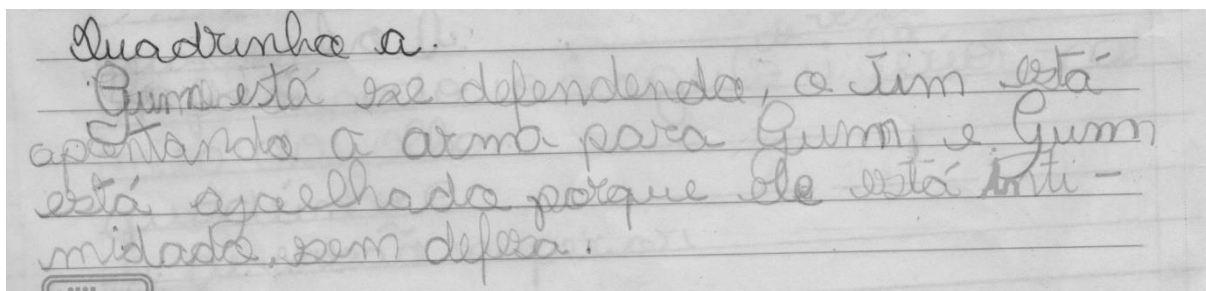 Quadrinho a.
Gumm está se defendendo, o Jim está
apontando a arma para Gumm, e Gumm
está ajoelhado porque ele está inti-
midado, sem defesa.